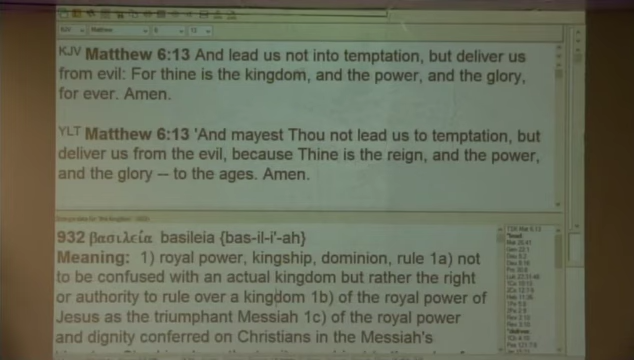 KJV Matthew 6:13 And lead us not into temptation, but deliver us
from evil: For thine is the kingdom, and the power, and the glory,
for ever. Amen.
YLT Matthew 6:13 'And mayest Thou not lead us to temptation, but
deliver us from the evil, because Thine is the reign, and the power,
and the glory -- to the ages. Amen.
932 βασιλεία basileia {bas-il-i'-ah}
Meaning: 1) royal power, kingship, dominion, rule 1a) not
to be confused with an actual kingdom but rather the right
or authority to rule over a kingdom 1b) of the royal power of
Jesus as the triumphant Messiah 1c) of the royal power
and dignity conferred on Christians in the Messiah's